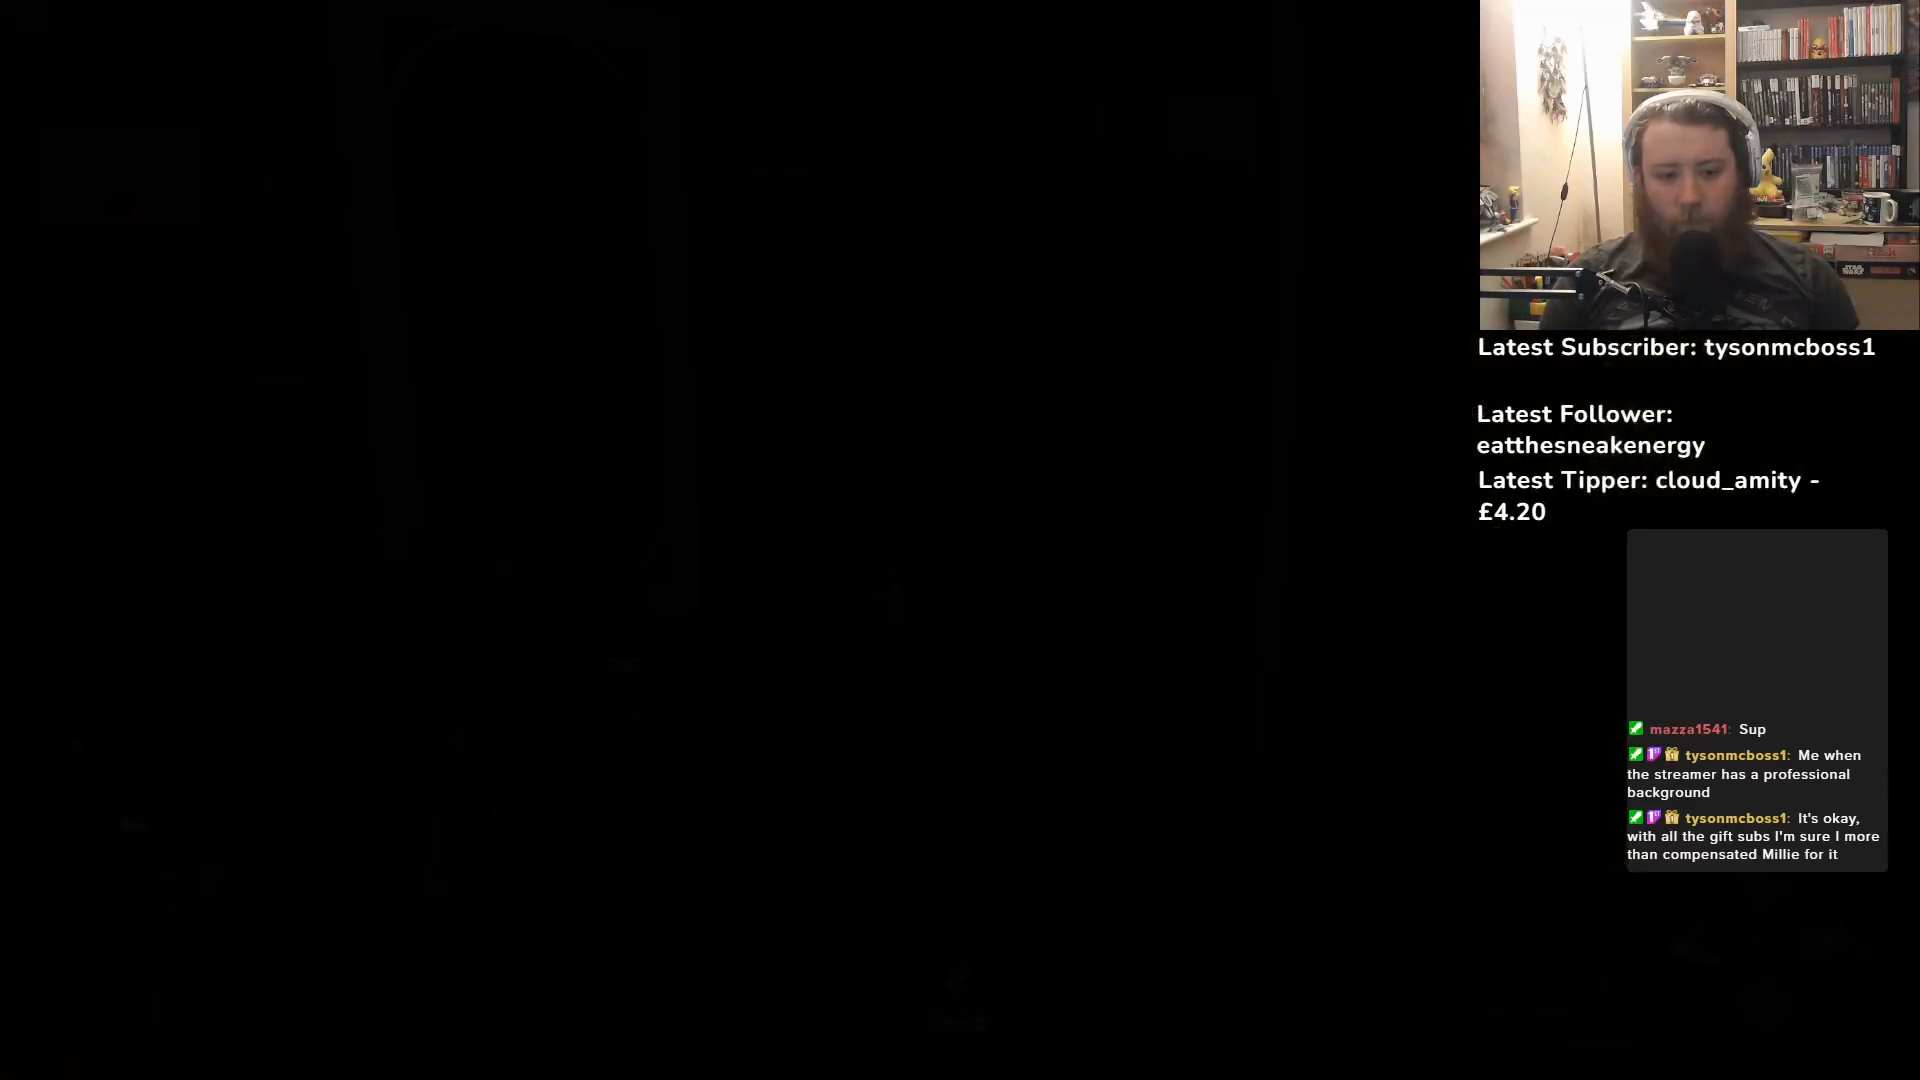 Latest Subscriber: tysonmcboss1
Latest Follower:
eatthesneakenergy
Latest Tipper: cloud_amity -
£4.20
mazza1541: Sup
tysonmcboss1: Me when
the streamer has a professional
background
tysonmcboss1: It's okay,
with all the gift subs I'm sure I more
than compensated Millie for it